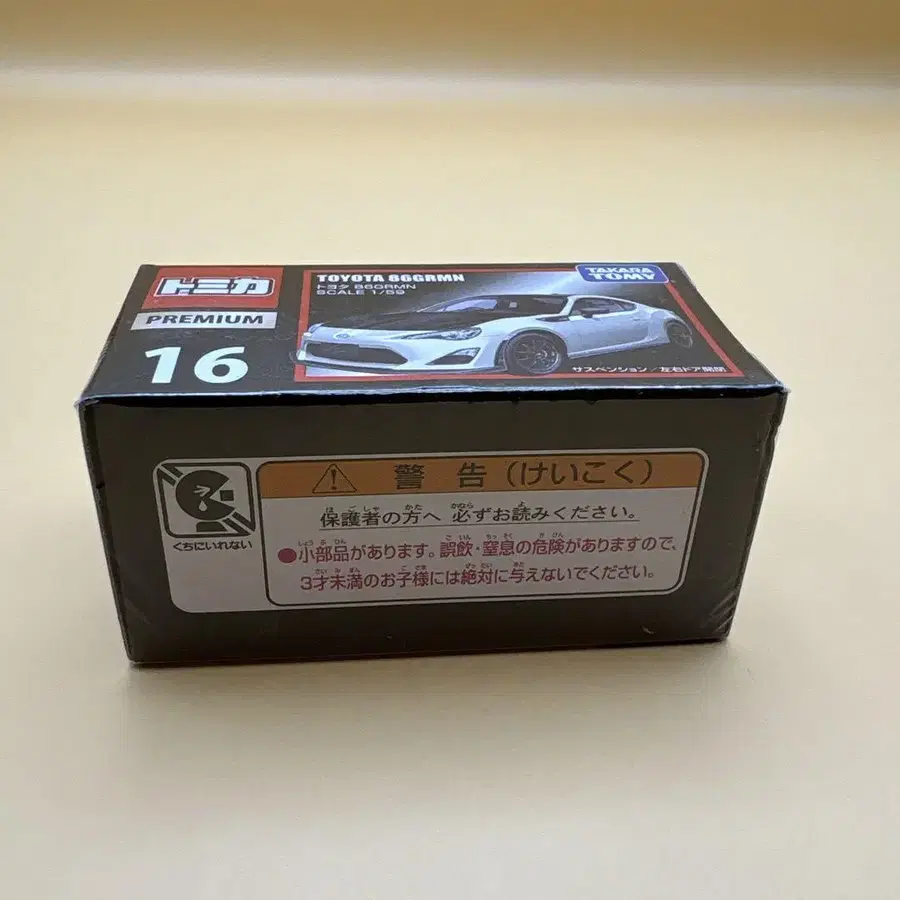 トミカ
PREMIUM
16
TOYOTA 86GRMN
トヨタ 86GRMN
SCALE 1/59
TAKARA
TOMY
サスペンション/左右ドア開閉
くちにいれない
警告(けいこく)
保護者の方へ 必ずお読みください。
●小部品があります。誤飲・窒息の危険がありますので、
3才未満のお子様には絶対に与えないでください。